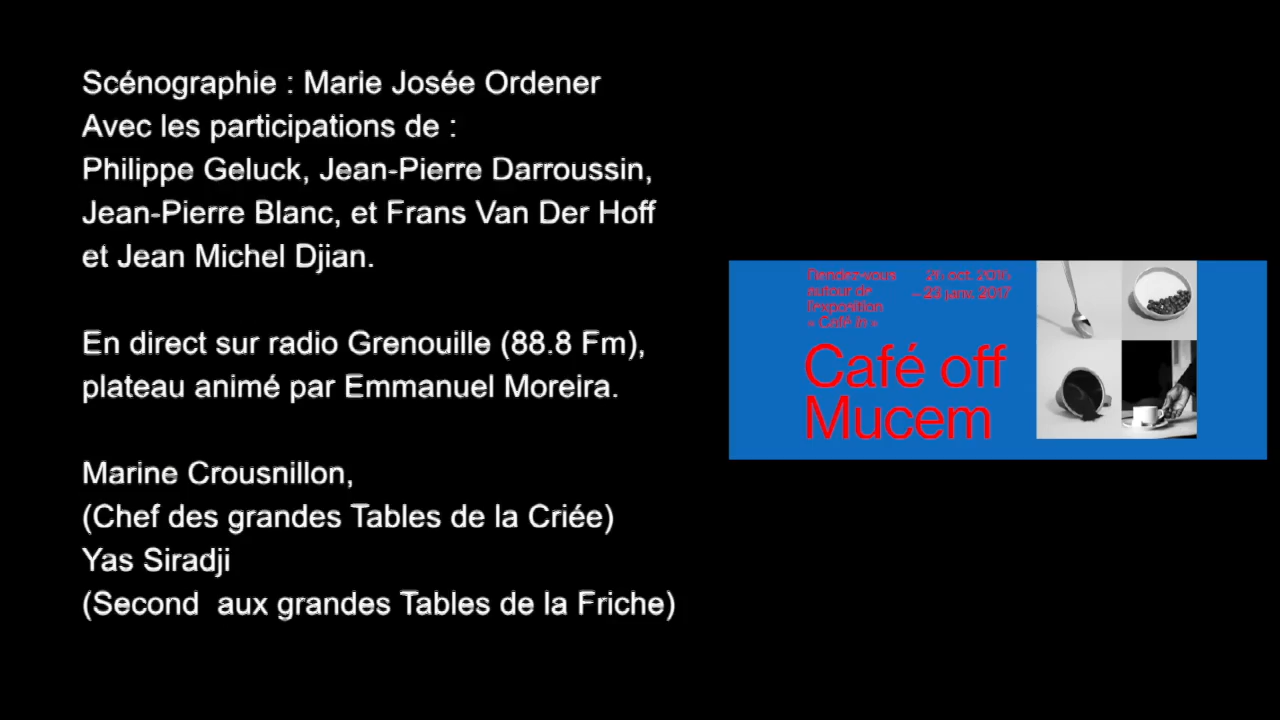 Scénographie : Marie Josée Ordener
Avec les participations de :
Philippe Geluck, Jean-Pierre Darroussin,
Jean-Pierre Blanc, et Frans Van Der Hoff
et Jean Michel Djian.
En direct sur radio Grenouille (88.8 Fm),
plateau animé par Emmanuel Moreira.
Marine Crousnillon,
(Chef des grandes Tables de la Criée)
Yas Siradji
(Second  aux grandes Tables de la Friche)
Rendez-vous
autour de
l'exposition
« Café In »
26 oct. 2016
– 23 janv. 2017
Café off
Mucem